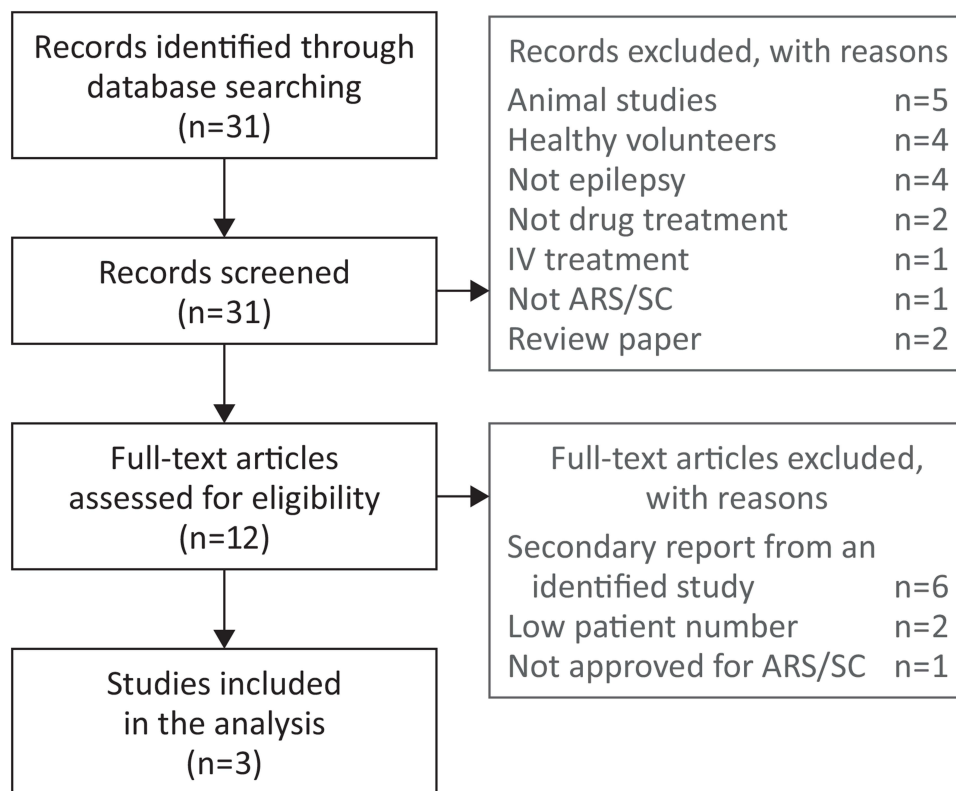 Records identified through
database searching
(n=31)
Records screened
(n=31)
Records excluded, with reasons
Animal studies n=5
Healthy volunteers n=4
Not epilepsy n=4
Not drug treatment n=2
IV treatment n=1
Not ARS/SC n=1
Review paper n=2
Full-text articles
assessed for eligibility
(n=12)
Full-text articles excluded,
with reasons
Secondary report from an
identified study n=6
Low patient number n=2
Not approved for ARS/SC n=1
Studies included
in the analysis
(n=3)